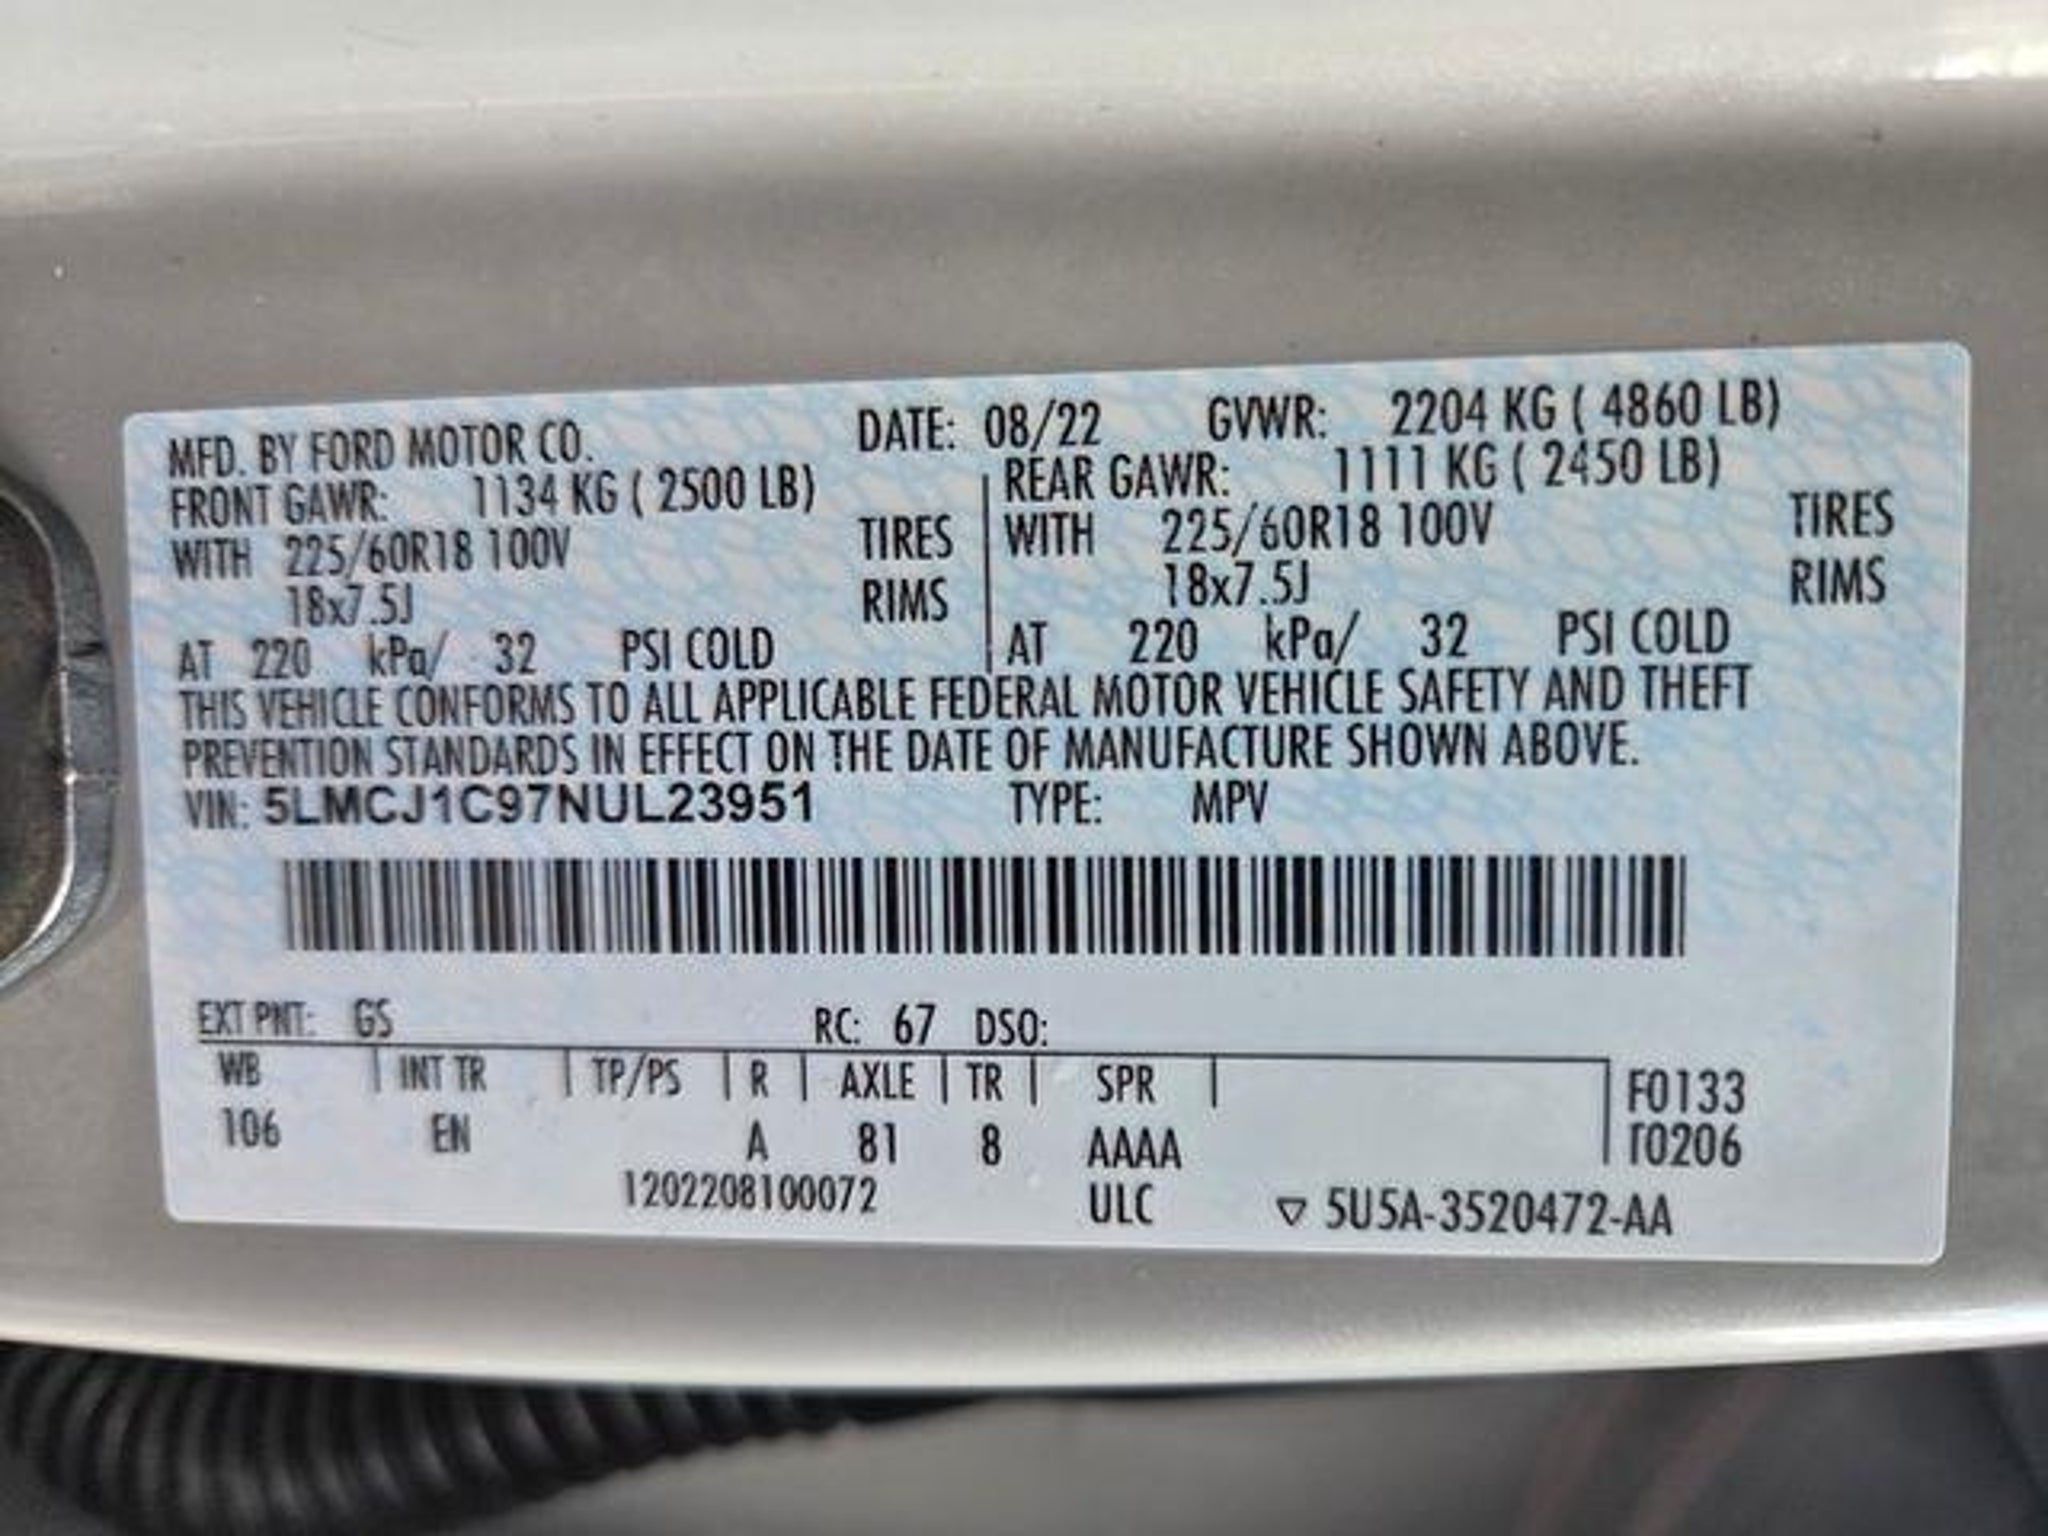 MFD. BY FORD MOTOR CO. DATE: 08/22 GVWR: 2204 KG ( 4860 LB)
FRONT GAWR: 1134 KG ( 2500 LB) REAR GAWR: 1111 KG ( 2450 LB)
WITH 225/60R18 100V TIRES WITH 225/60R18 100V TIRES
18x7.5J RIMS 18x7.5J RIMS
AT 220 kPa/ 32 PSI COLD AT 220 kPa/ 32 PSI COLD
THIS VEHICLE CONFORMS TO ALL APPLICABLE FEDERAL MOTOR VEHICLE SAFETY AND THEFT
PREVENTION STANDARDS IN EFFECT ON THE DATE OF MANUFACTURE SHOWN ABOVE.
VIN: 5LMCJ1C97NUL23951 TYPE: MPV
EXT PNT: GS RC: 67 DSO:
WB INT TR TP/PS R AXLE TR SPR F0133
106 EN A 81 8 AAAA T0206
1202208100072 ULC ▽ 5U5A-3520472-AA